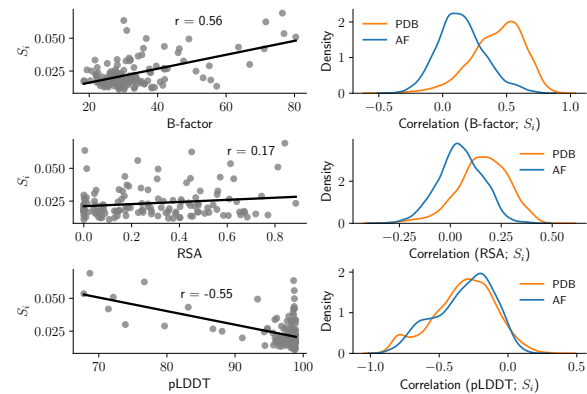 r = 0.56
S_i
0.050
0.025
20 40 60 80
B-factor
PDB
AF
Density
2
1
0
−0.5 0.0 0.5 1.0
Correlation (B-factor; S_i)
r = 0.17
S_i
0.050
0.025
0.0 0.2 0.4 0.6 0.8
RSA
PDB
AF
Density
2
0
−0.25 0.00 0.25 0.50
Correlation (RSA; S_i)
r = -0.55
S_i
0.050
0.025
70 80 90 100
pLDDT
PDB
AF
Density
2
1
0
−1.0 −0.5 0.0 0.5
Correlation (pLDDT; S_i)